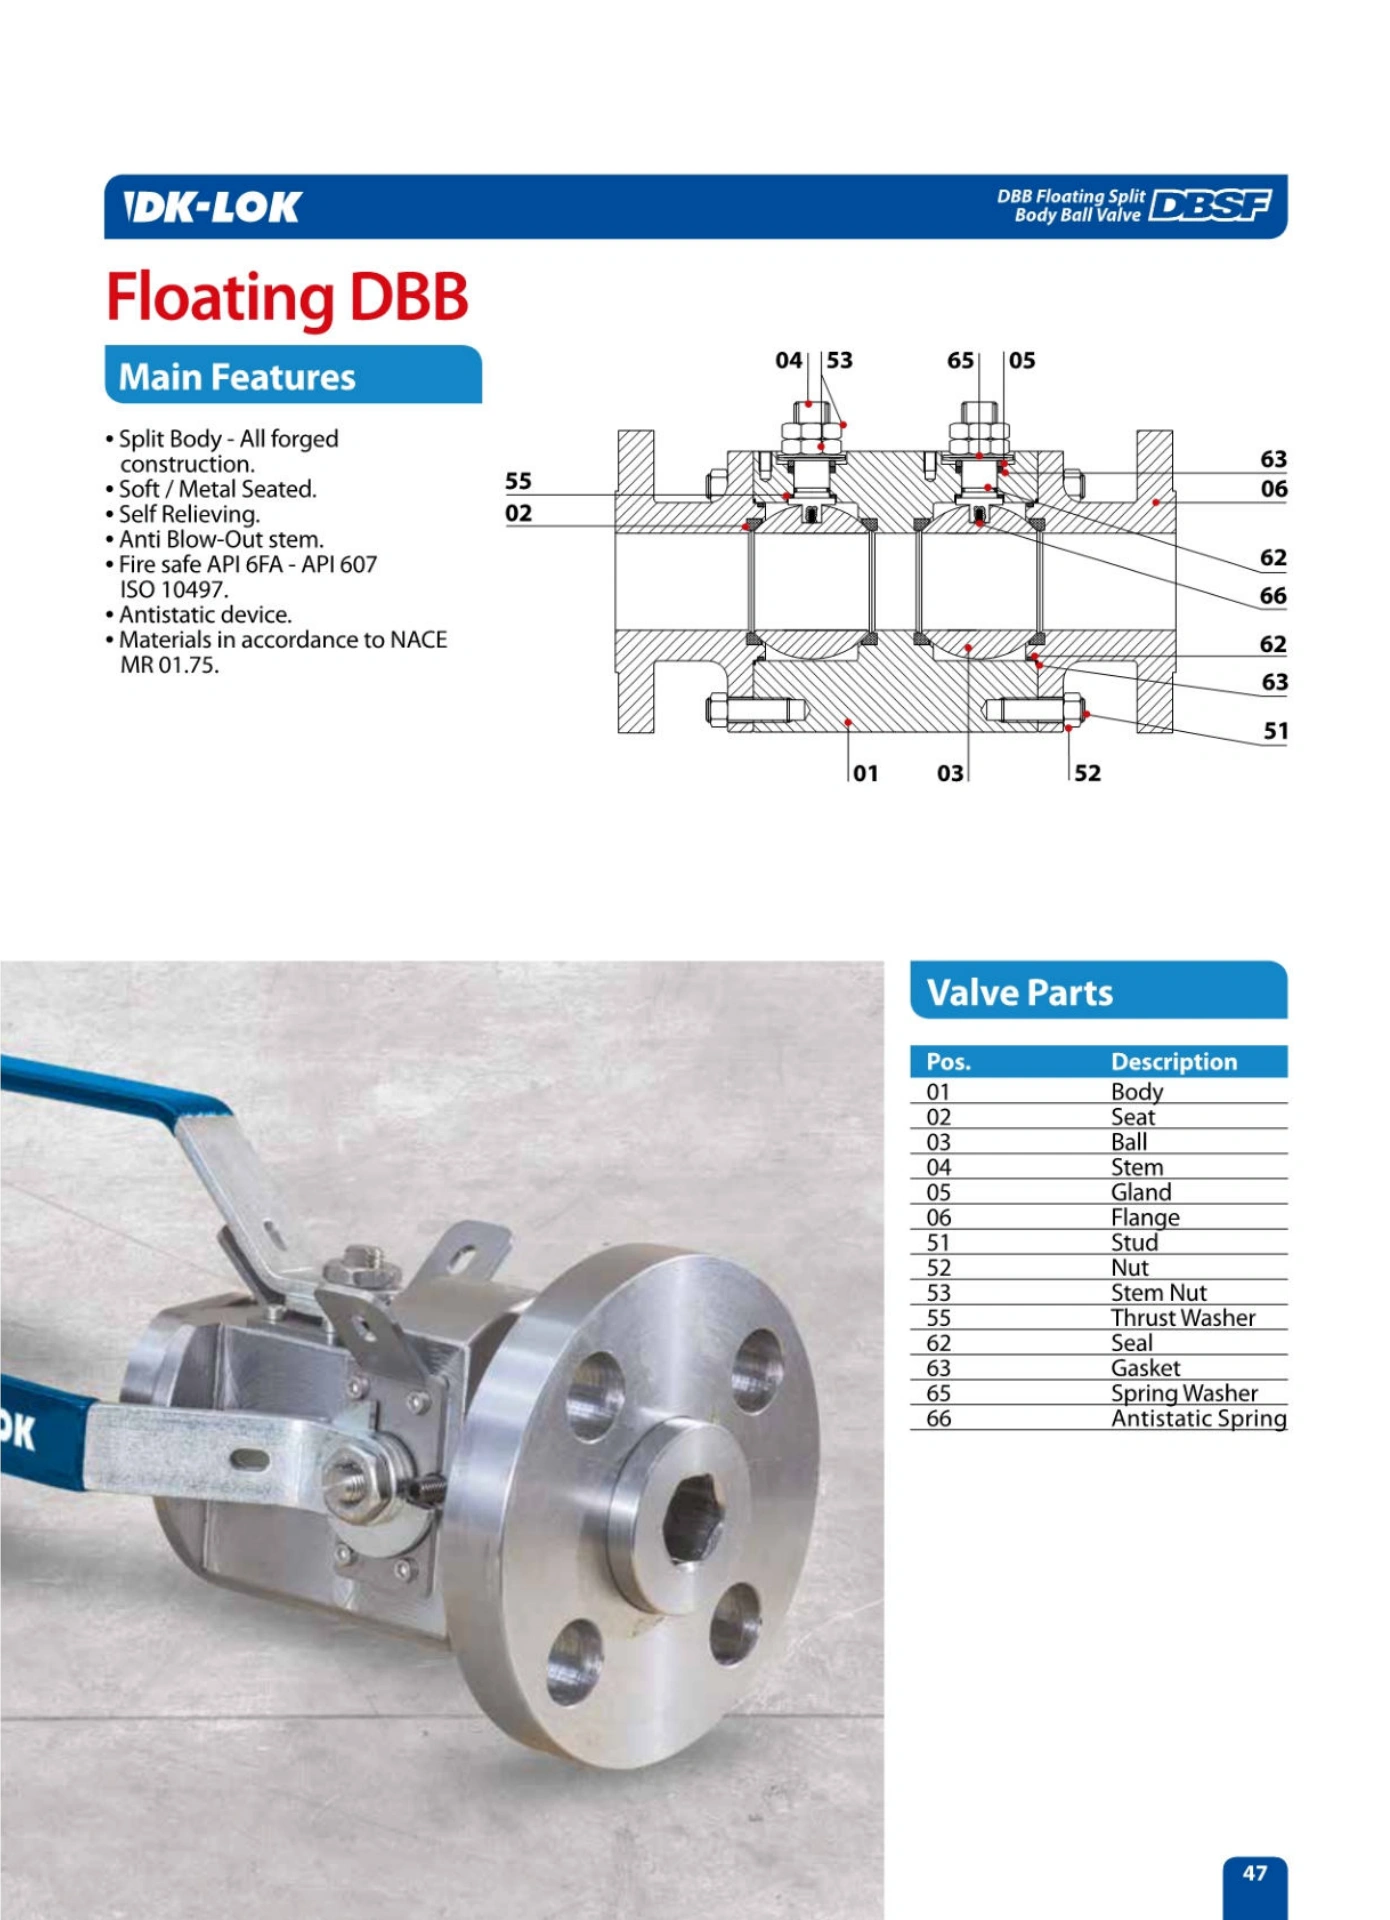 DK-LOK
DBB Floating Split
Body Ball Valve DBSF
Floating DBB
Main Features
• Split Body - All forged
construction.
• Soft / Metal Seated.
• Self Relieving.
• Anti Blow-Out stem.
• Fire safe API 6FA - API 607
ISO 10497.
• Antistatic device.
• Materials in accordance to NACE
MR 01.75.
04 53 65 05
55
02
63
06
62
66
62
63
51
01 03 52
OK
Valve Parts
Pos. Description
01 Body
02 Seat
03 Ball
04 Stem
05 Gland
06 Flange
51 Stud
52 Nut
53 Stem Nut
55 Thrust Washer
62 Seal
63 Gasket
65 Spring Washer
66 Antistatic Spring
47